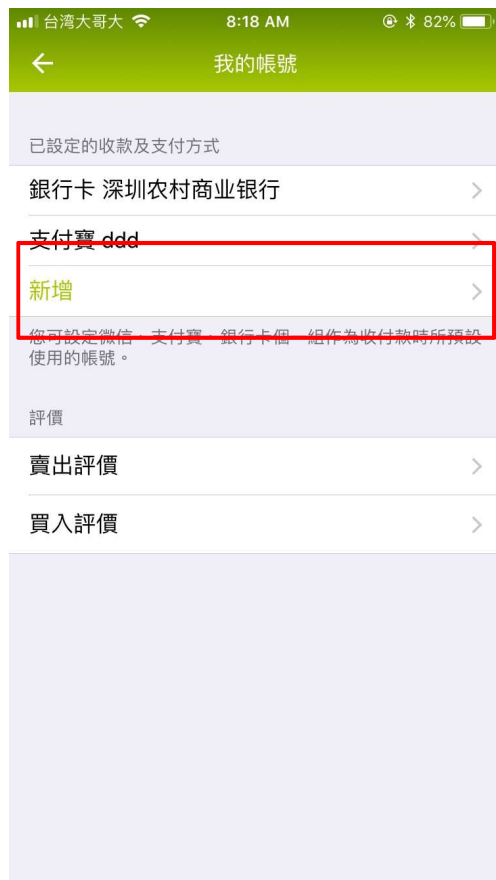 台湾大哥大 8:18 AM 82%
我的帳號
已設定的收款及支付方式
銀行卡 深圳农村商业银行
支付寶 ddd
新增
您可設定微信、支付寶、銀行卡個一組作為收付款時所預設
使用的帳號。
評價
賣出評價
買入評價